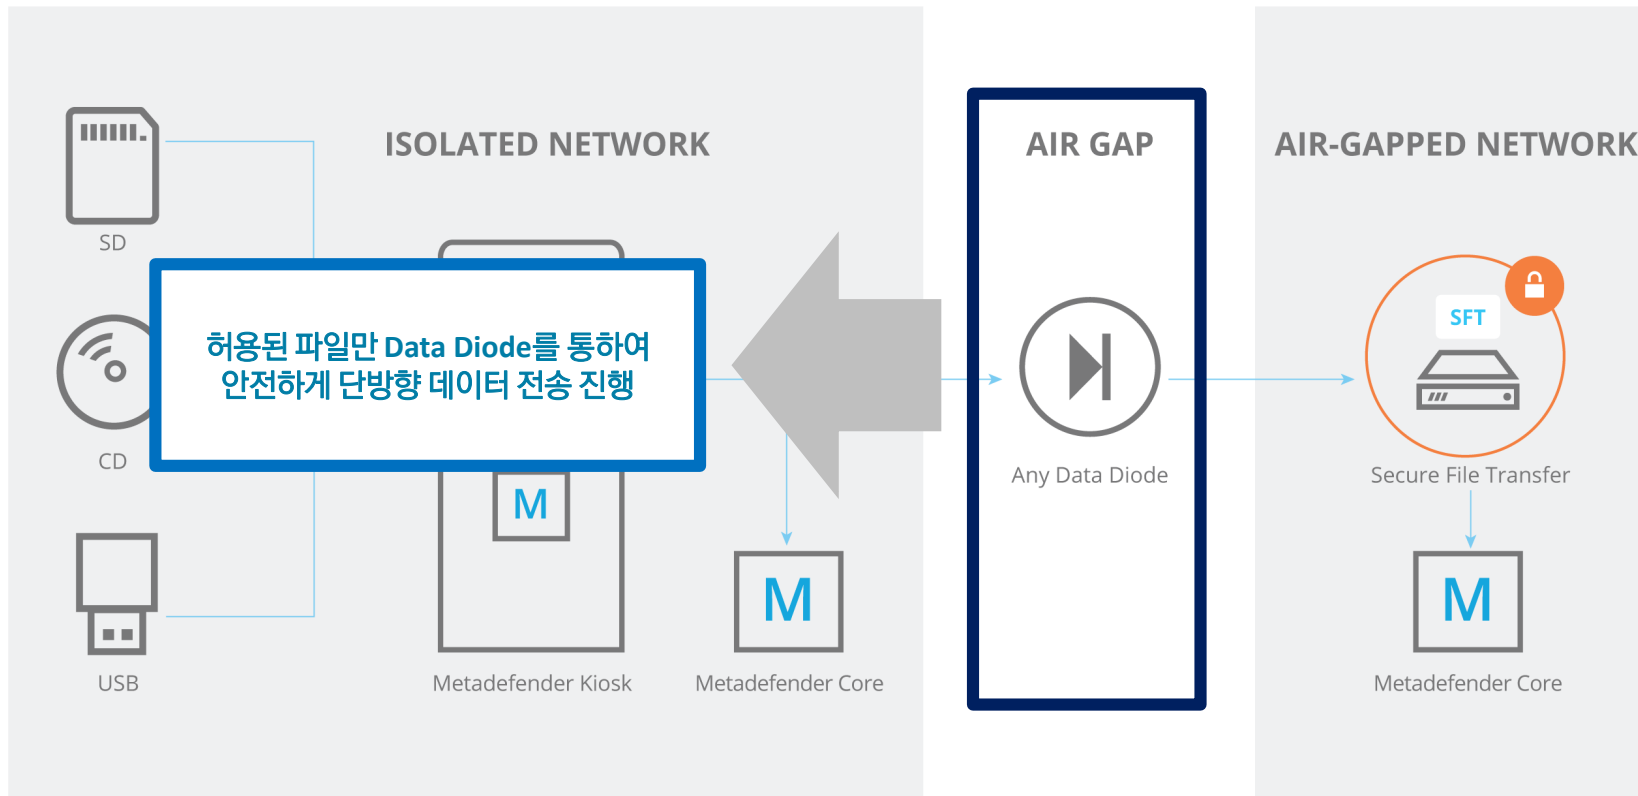 ISOLATED NETWORK
AIR GAP
AIR-GAPPED NETWORK
SD
허용된 파일만 Data Diode를 통하여
안전하게 단방향 데이터 전송 진행
SFT
CD
Any Data Diode
Secure File Transfer
M
M
M
USB
Metadefender Kiosk
Metadefender Core
Metadefender Core